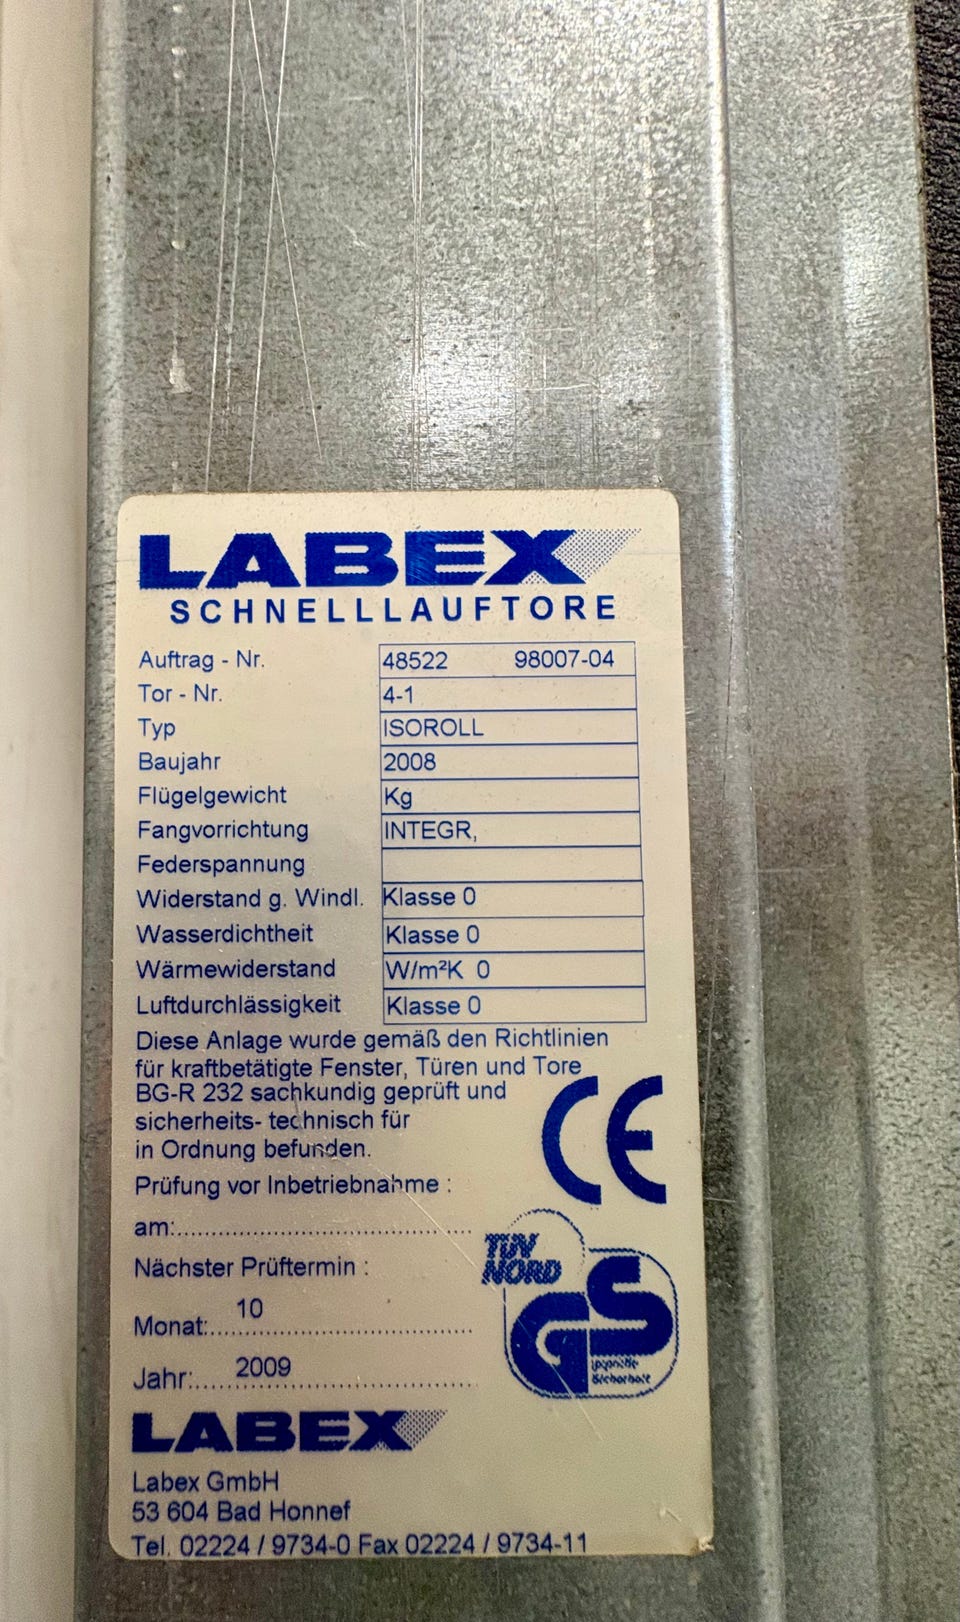 LABEX
SCHNELLLAUFTORE
Auftrag - Nr. 48522 98007-04
Tor - Nr. 4-1
Typ ISOROLL
Baujahr 2008
Flügelgewicht Kg
Fangvorrichtung INTEGR,
Federspannung
Widerstand g. Windl. Klasse 0
Wasserdichtheit Klasse 0
Wärmewiderstand W/m²K 0
Luftdurchlässigkeit Klasse 0
Diese Anlage wurde gemäß den Richtlinien
für kraftbetätigte Fenster, Türen und Tore
BG-R 232 sachkundig geprüft und
sicherheits- technisch für
in Ordnung befunden.
CE
Prüfung vor Inbetriebnahme :
am:
TÜV
NORD
Nächster Prüftermin :
GS
geprüfte
Sicherheit
Monat: 10
Jahr: 2009
LABEX
Labex GmbH
53 604 Bad Honnef
Tel. 02224 / 9734-0 Fax 02224 / 9734-11